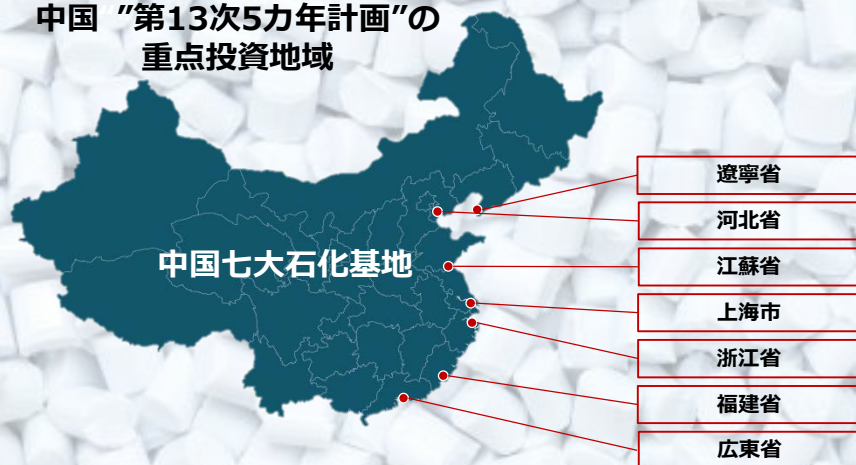 中国 ”第13次5カ年計画”の
重点投資地域
中国七大石化基地
遼寧省
河北省
江蘇省
上海市
浙江省
福建省
広東省